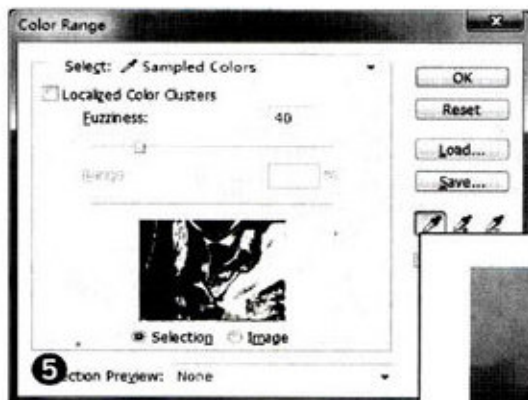 Color Range
Select: Sampled Colors
Localized Color Clusters
Fuzziness: 40
Range: %
Selection Image
5
ction Preview: None
OK
Reset
Load...
Save...